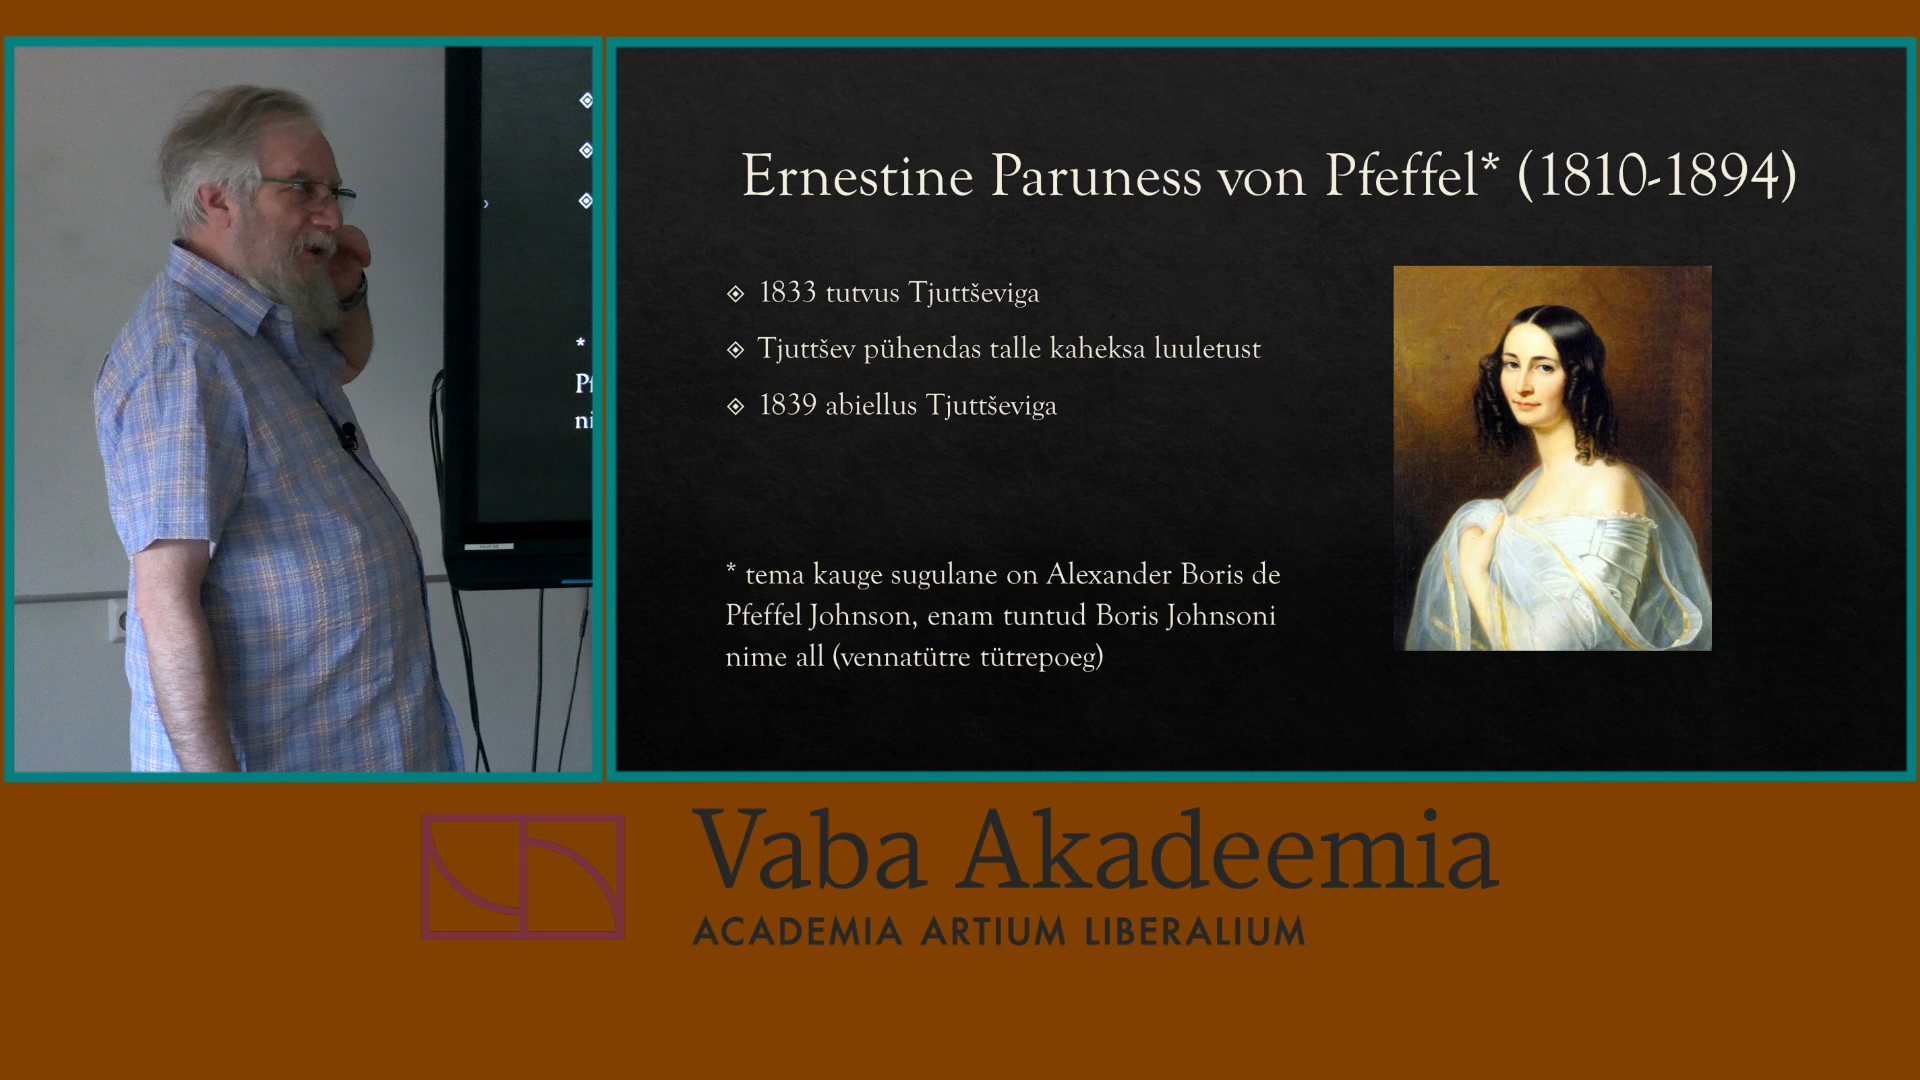 Ernestine Paruness von Pfeffel* (1810-1894)
1833 tutvus Tjuttševiga
Tjuttšev pühendas talle kaheksa luuletust
1839 abiellus Tjuttševiga
* tema kauge sugulane on Alexander Boris de
Pfeffel Johnson, enam tuntud Boris Johnsoni
nime all (vennatütre tütrepoeg)
*
Pf
ni
Vaba Akadeemia
ACADEMIA ARTIUM LIBERALIUM